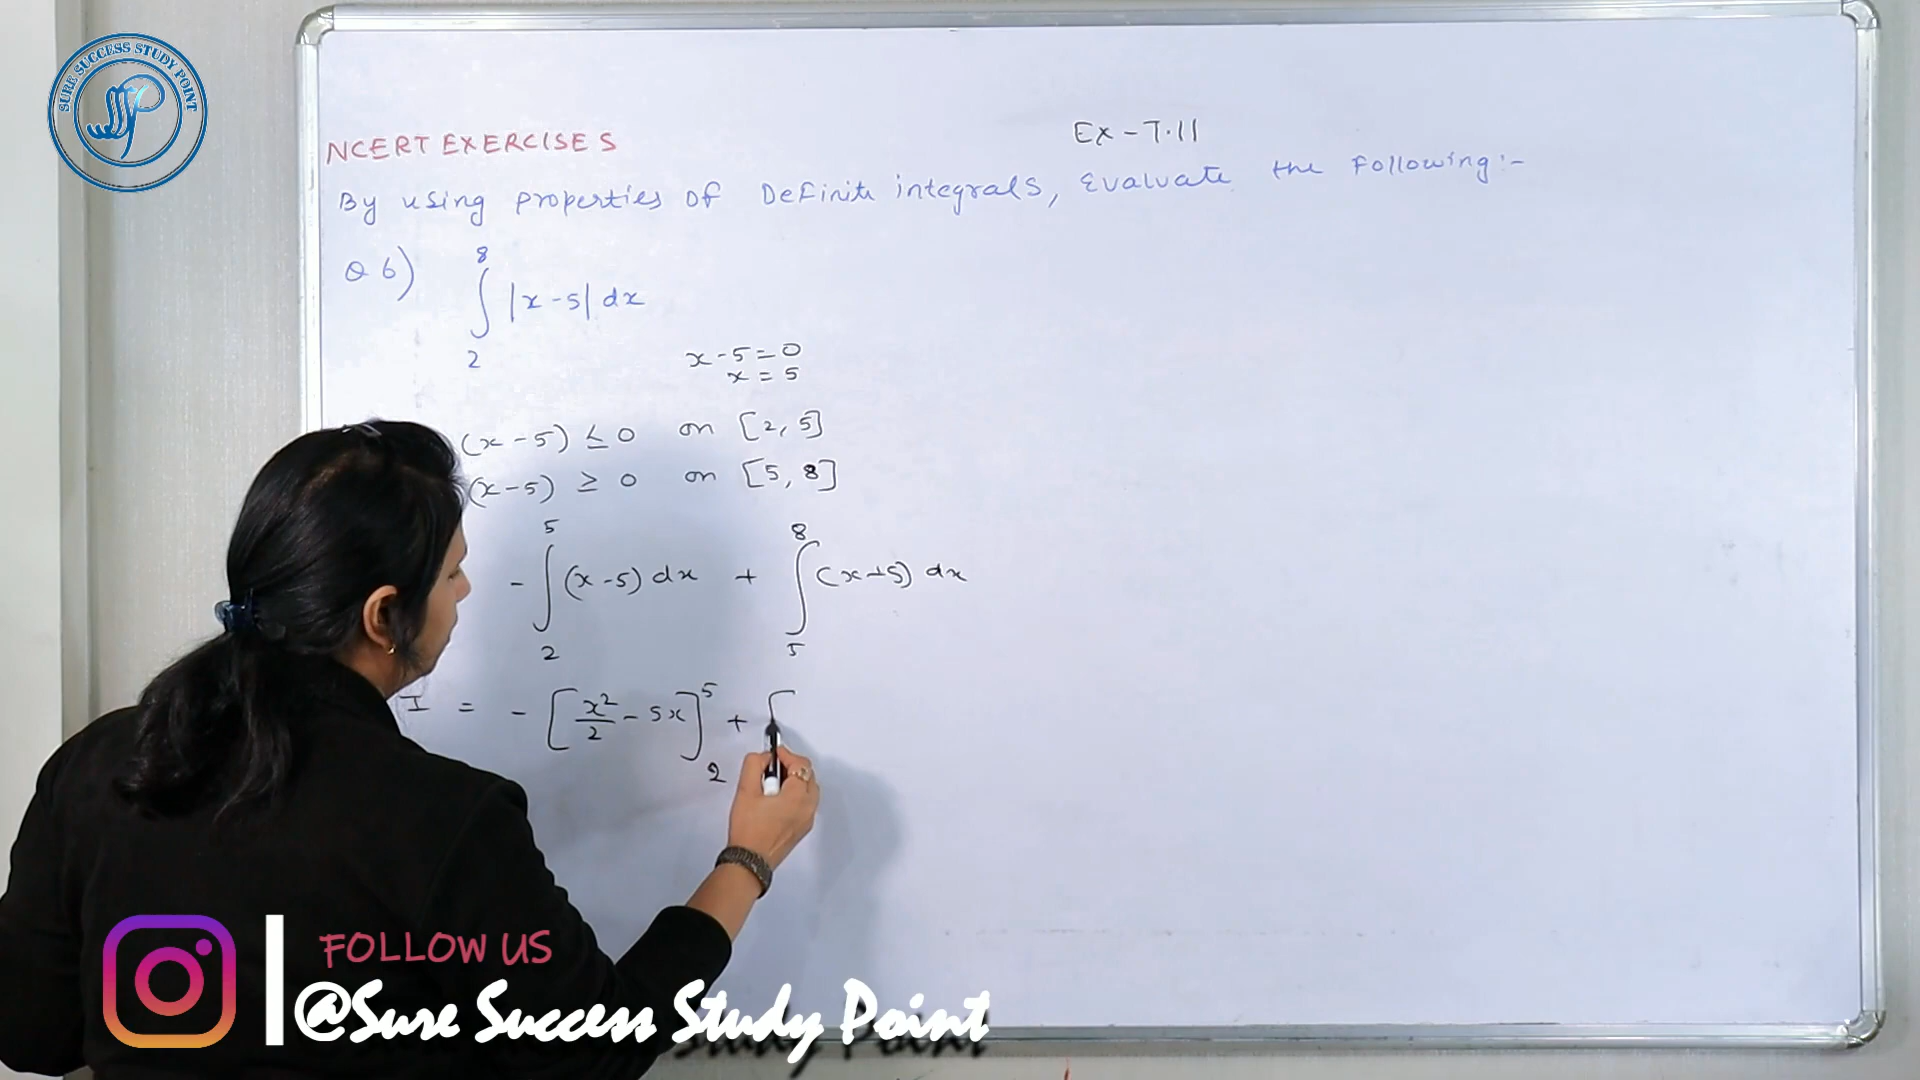 SURE SUCCESS STUDY POINT
NCERT EXERCISES
Ex - 7.11
By using properties of Definite integrals, Evaluate the following:-
Q 6) ∫₂⁸ |x-5| dx
x-5=0
x = 5
(x-5) ≤ 0 on [2, 5]
(x-5) ≥ 0 on [5, 8]
- ∫₂⁵ (x-5) dx + ∫₅⁸ (x-5) dx
I = - [x²/2 - 5x]₂⁵ + [
FOLLOW US
@Sure Success Study Point